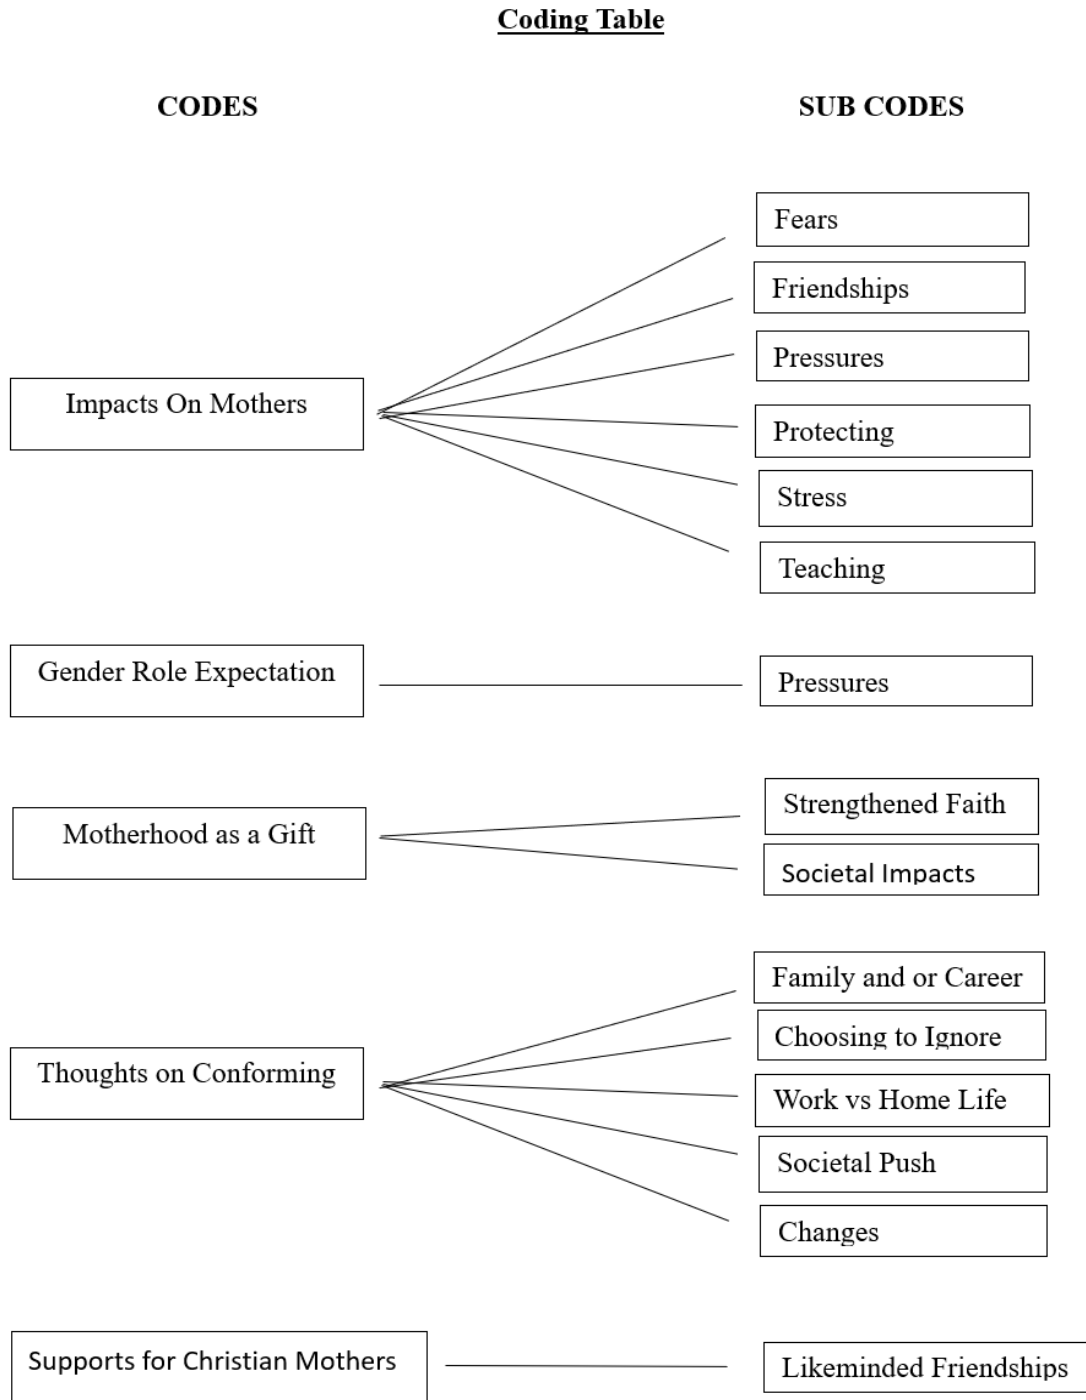 Coding Table
CODES SUB CODES
Fears
Friendships
Pressures
Impacts On Mothers
Protecting
Stress
Teaching
Gender Role Expectation
Pressures
Strengthened Faith
Motherhood as a Gift
Societal Impacts
Family and or Career
Choosing to Ignore
Thoughts on Conforming
Work vs Home Life
Societal Push
Changes
Supports for Christian Mothers
Likeminded Friendships